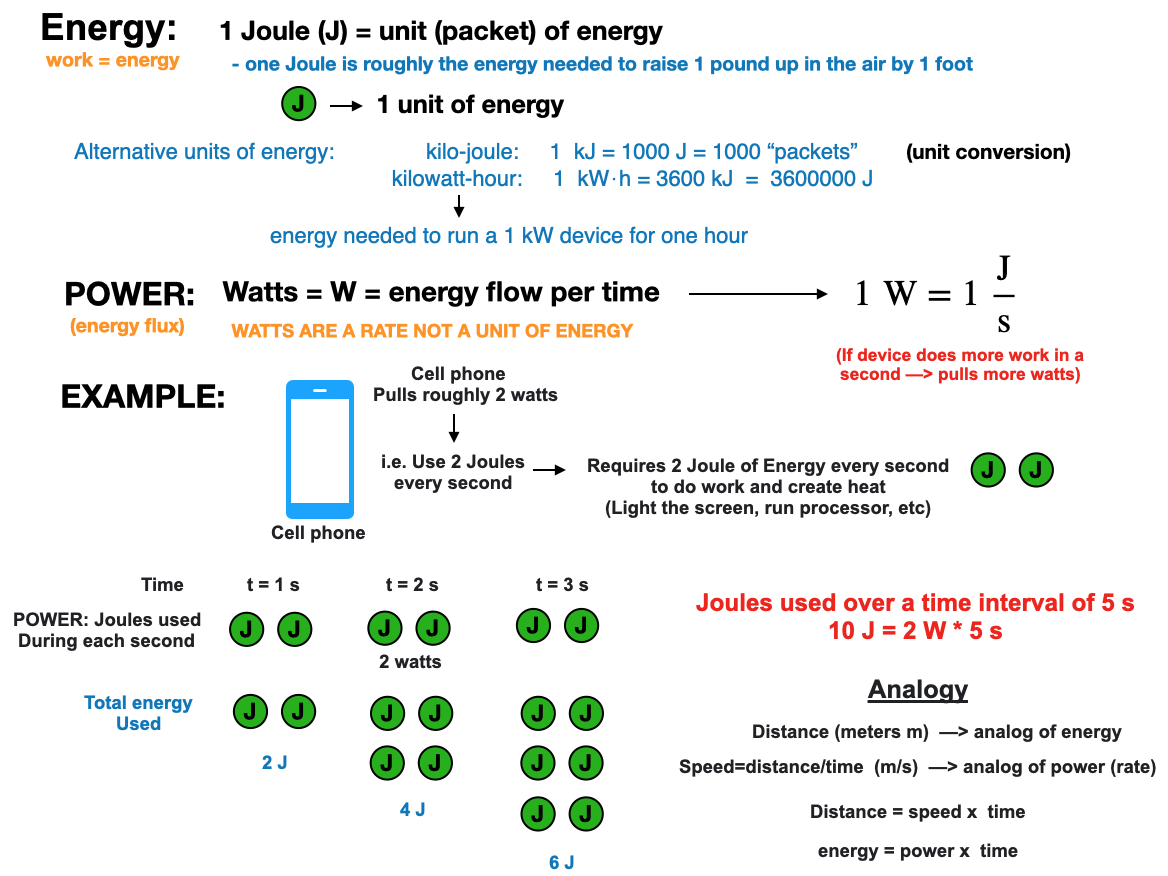 Energy:
1 Joule (J) = unit (packet) of energy
work = energy
- one Joule is roughly the energy needed to raise 1 pound up in the air by 1 foot
J
1 unit of energy
Alternative units of energy:
kilo-joule:
1 kJ = 1000 J = 1000 “packets”
(unit conversion)
kilowatt-hour:
1 kW·h = 3600 kJ = 3600000 J
energy needed to run a 1 kW device for one hour
POWER:
Watts = W = energy flow per time
1 W = 1 J/s
(energy flux)
WATTS ARE A RATE NOT A UNIT OF ENERGY
(If device does more work in a
second —> pulls more watts)
EXAMPLE:
Cell phone
Pulls roughly 2 watts
i.e. Use 2 Joules
every second
Requires 2 Joule of Energy every second
to do work and create heat
(Light the screen, run processor, etc)
J J
Cell phone
Time
t = 1 s
t = 2 s
t = 3 s
POWER: Joules used
During each second
J J
J J
J J
2 watts
Total energy
Used
J J
2 J
J J
J J
4 J
J J
J J
J J
6 J
Joules used over a time interval of 5 s
10 J = 2 W * 5 s
Analogy
Distance (meters m) —> analog of energy
Speed=distance/time (m/s) —> analog of power (rate)
Distance = speed x time
energy = power x time